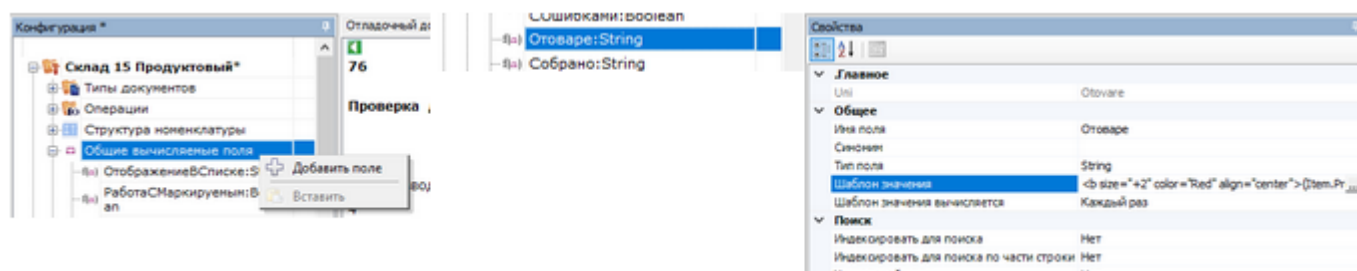 Конфигурация *
Склад 15 Продуктовый*
Типы документов
Операции
Структура номенклатуры
Общие вычисляемые поля
ОтображениеВСписке:S
РаботаСМаркируемым:B
an
Добавить поле
Вставить
Отладочный до
76
Проверка
вод
СОшибками:Boolean
Отоваре:String
Собрано:String
Свойства
.Главное
Uni Otovare
Общее
Имя поля Отоваре
Синоним
Тип поля String
Шаблон значения <b size="+2" color="Red" align="center">{Item.Pr ...
Шаблон значения вычисляется Каждый раз
Поиск
Индексировать для поиска Нет
Индексировать для поиска по части строки Нет